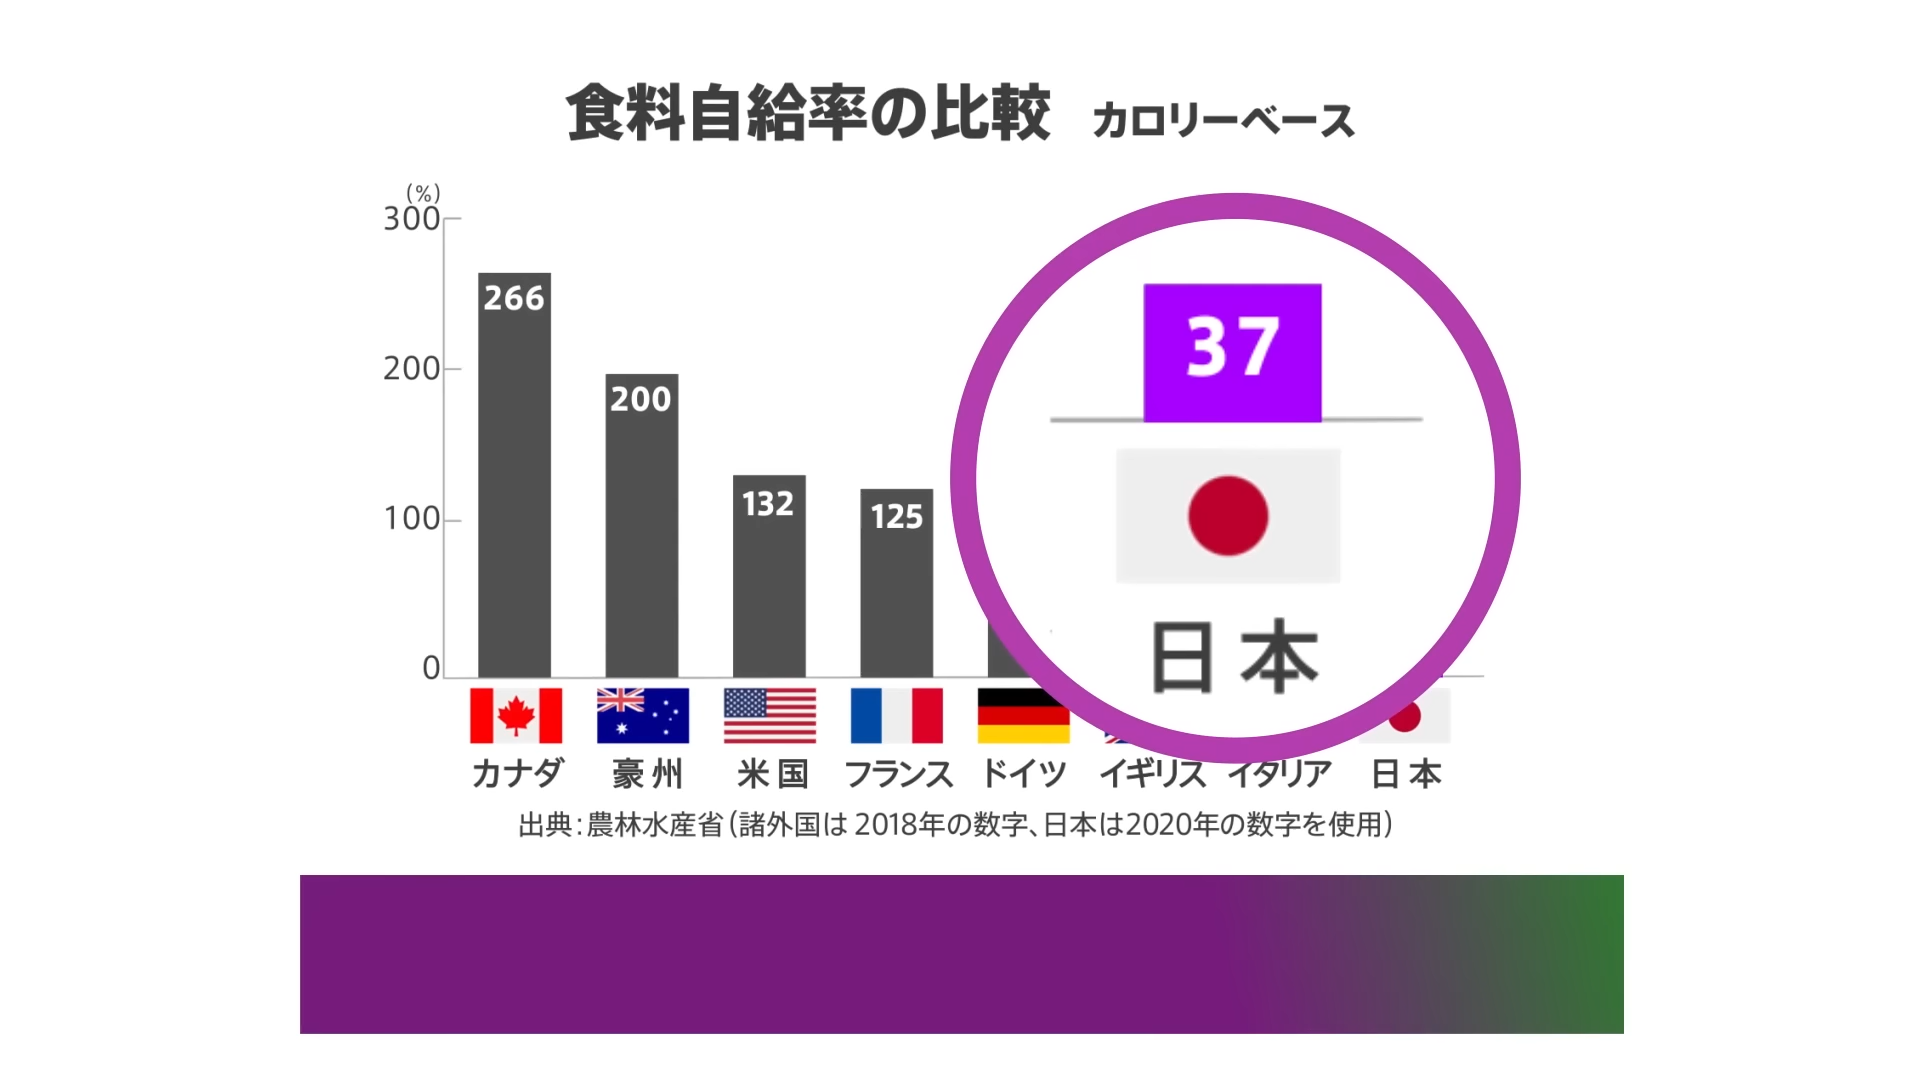 食料自給率の比較 カロリーベース
(%)
300
200
100
0
266
200
132
125
37
日本
カナダ 豪州 米国 フランス ドイツ イギリス イタリア 日本
出典:農林水産省(諸外国は2018年の数字、日本は2020年の数字を使用)